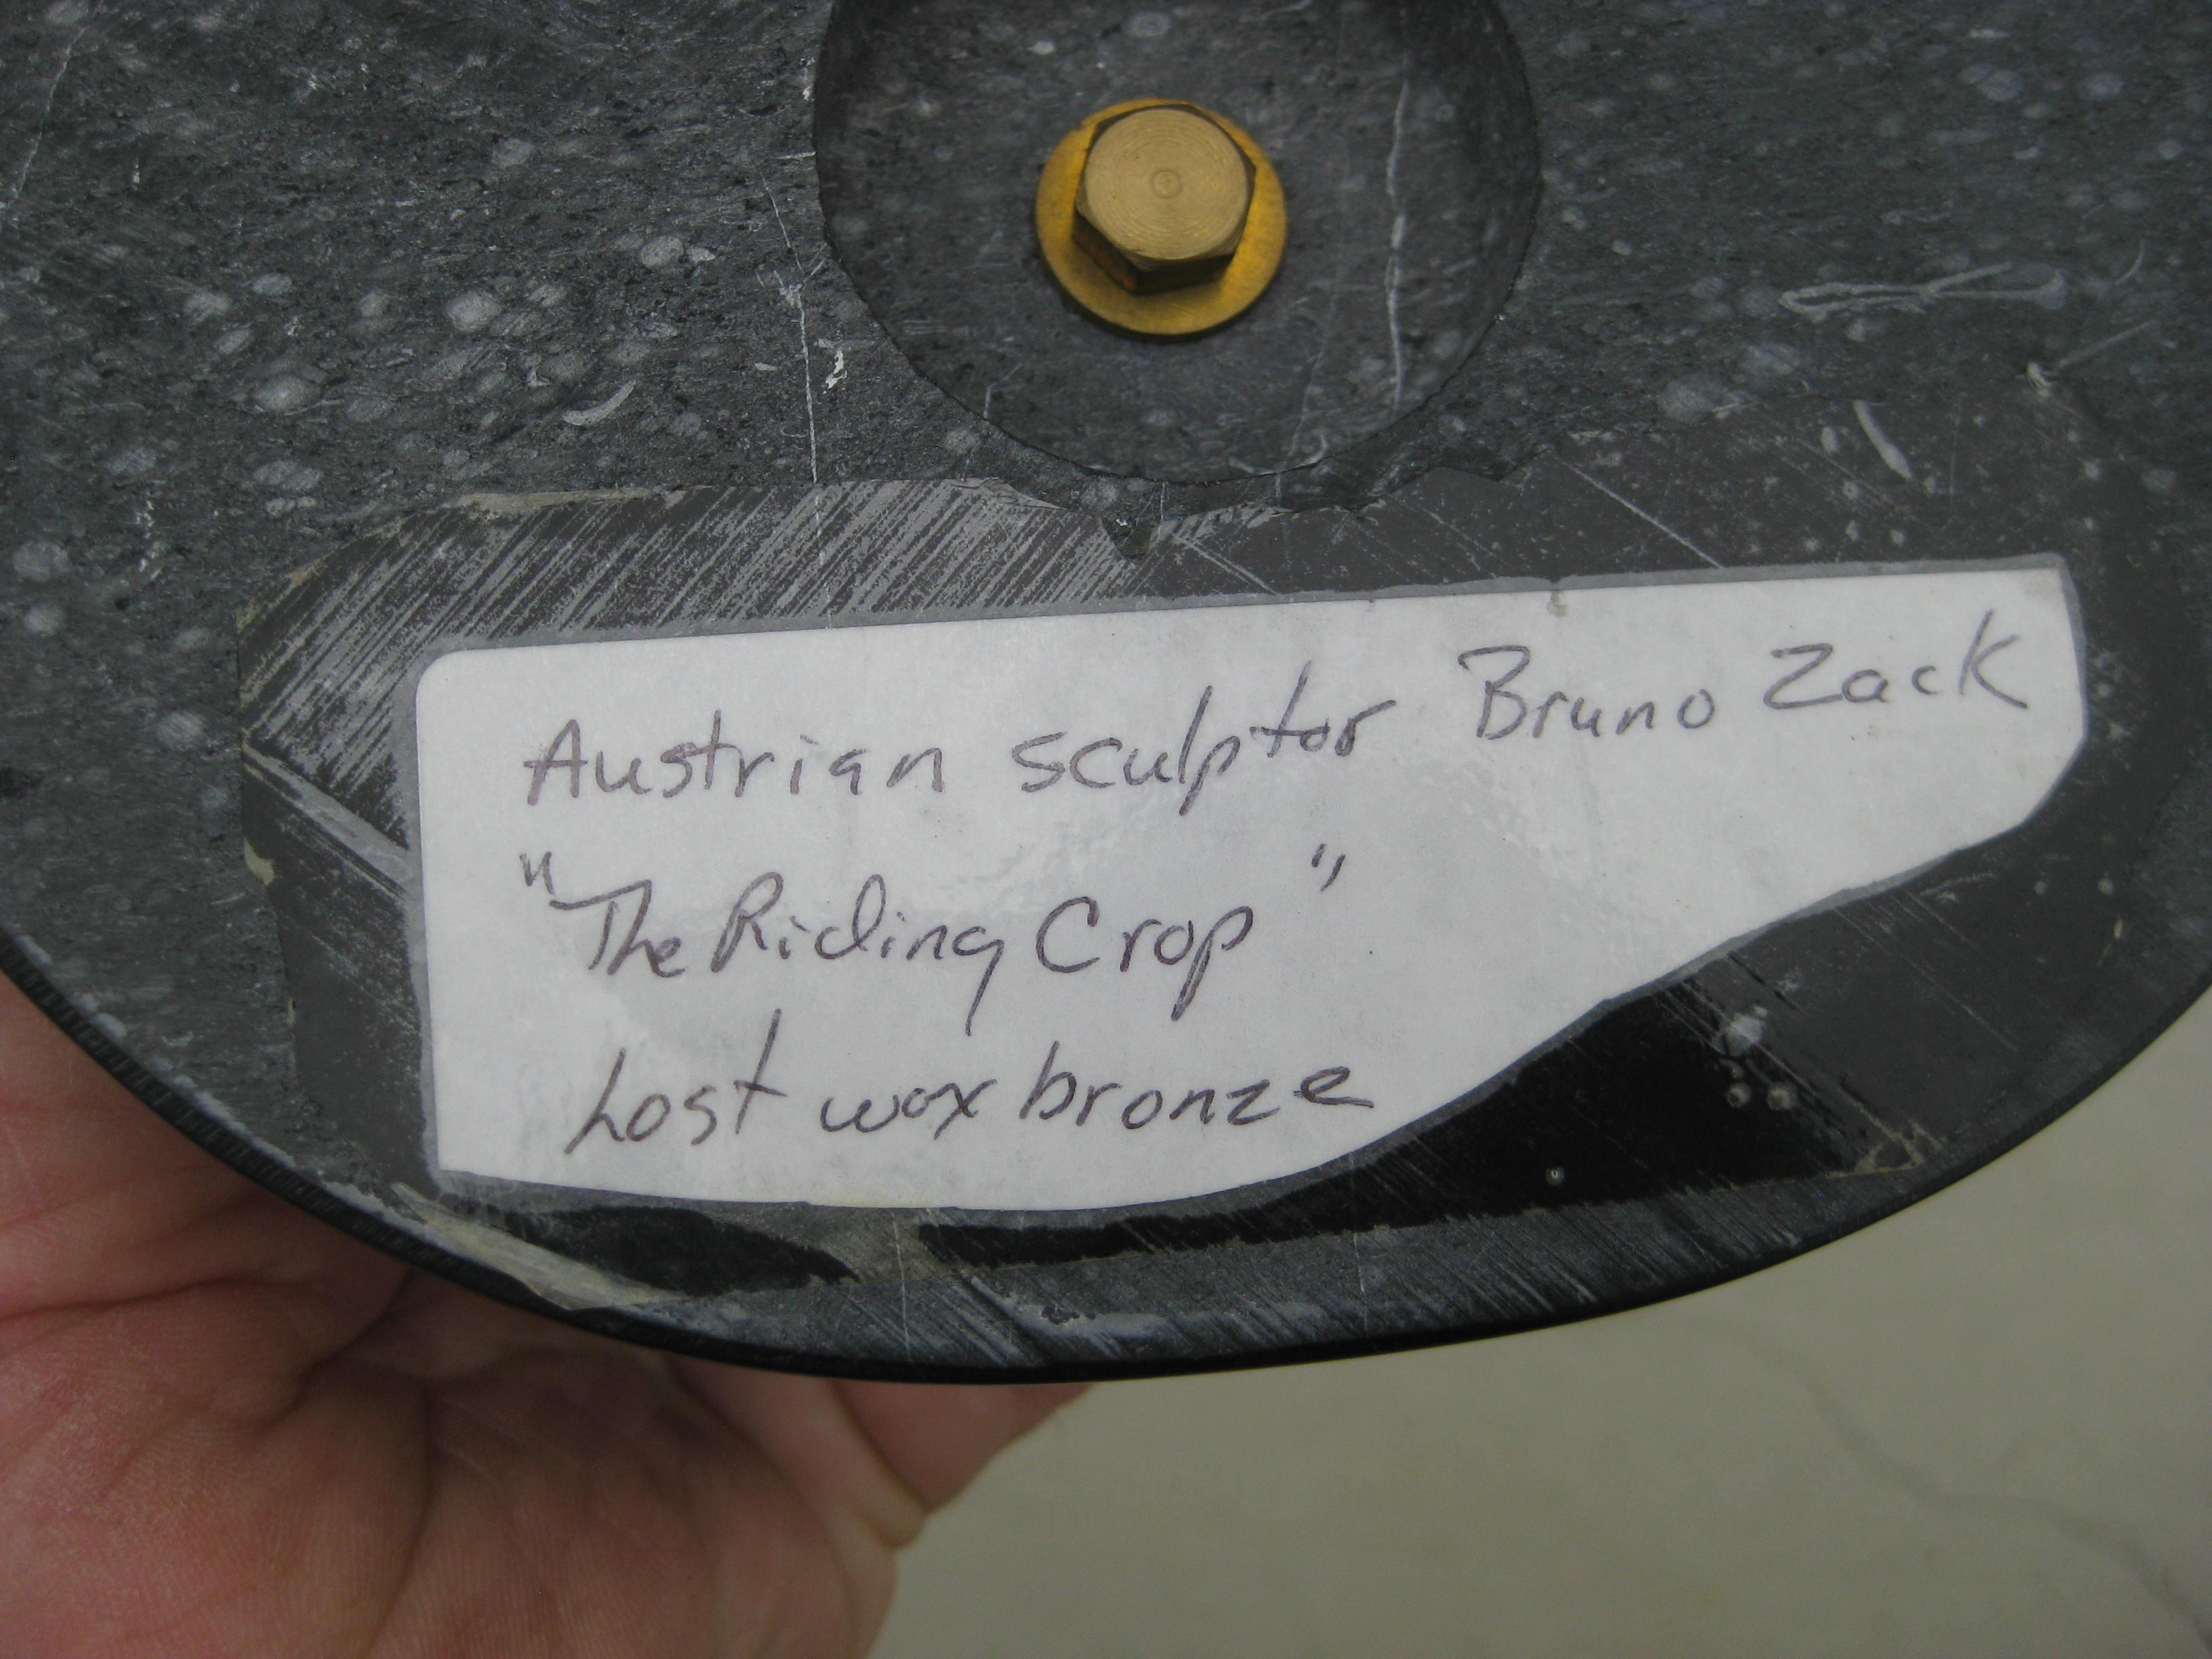 Austrian sculptor Bruno Zack
"The Riding Crop"
Lost wax bronze